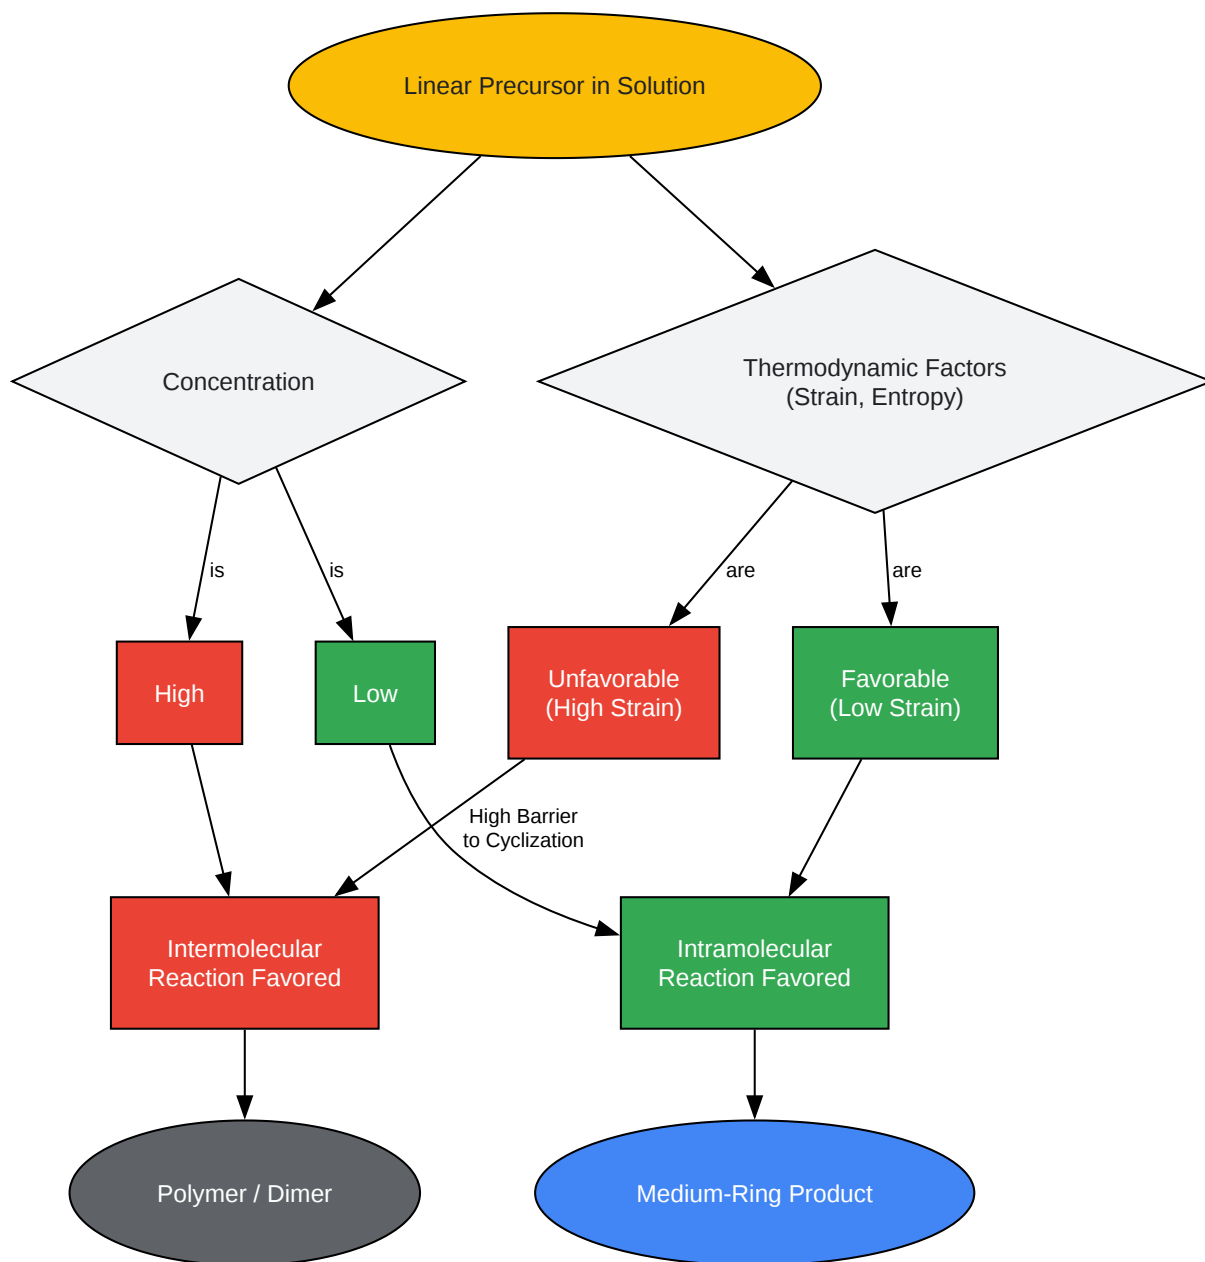 Linear Precursor in Solution
Concentration
Thermodynamic Factors
(Strain, Entropy)
is
is
are
are
High
Low
Unfavorable
(High Strain)
Favorable
(Low Strain)
High Barrier
to Cyclization
Intermolecular
Reaction Favored
Intramolecular
Reaction Favored
Polymer / Dimer
Medium-Ring Product